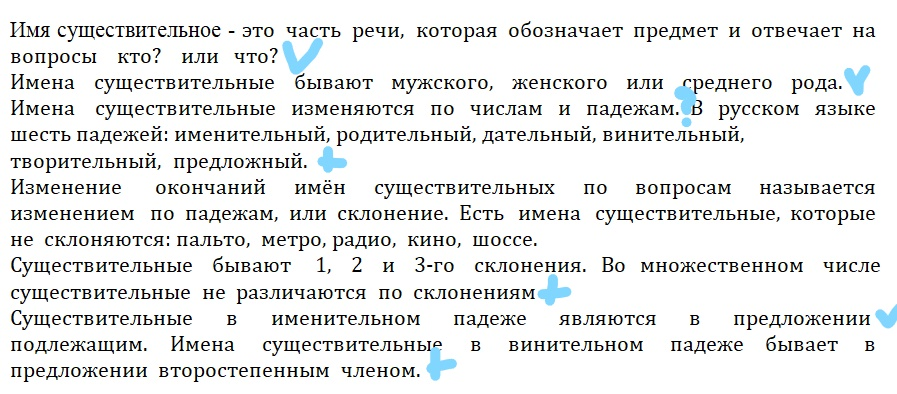 Имя существительное - это часть речи, которая обозначает предмет и отвечает на
вопросы кто? или что?
Имена существительные бывают мужского, женского или среднего рода.
Имена существительные изменяются по числам и падежам. ? В русском языке
шесть падежей: именительный, родительный, дательный, винительный,
творительный, предложный. +
Изменение окончаний имён существительных по вопросам называется
изменением по падежам, или склонение. Есть имена существительные, которые
не склоняются: пальто, метро, радио, кино, шоссе.
Существительные бывают 1, 2 и 3-го склонения. Во множественном числе
существительные не различаются по склонениям +
Существительные в именительном падеже являются в предложении
подлежащим. Имена существительные в винительном падеже бывает в
предложении второстепенным членом. +